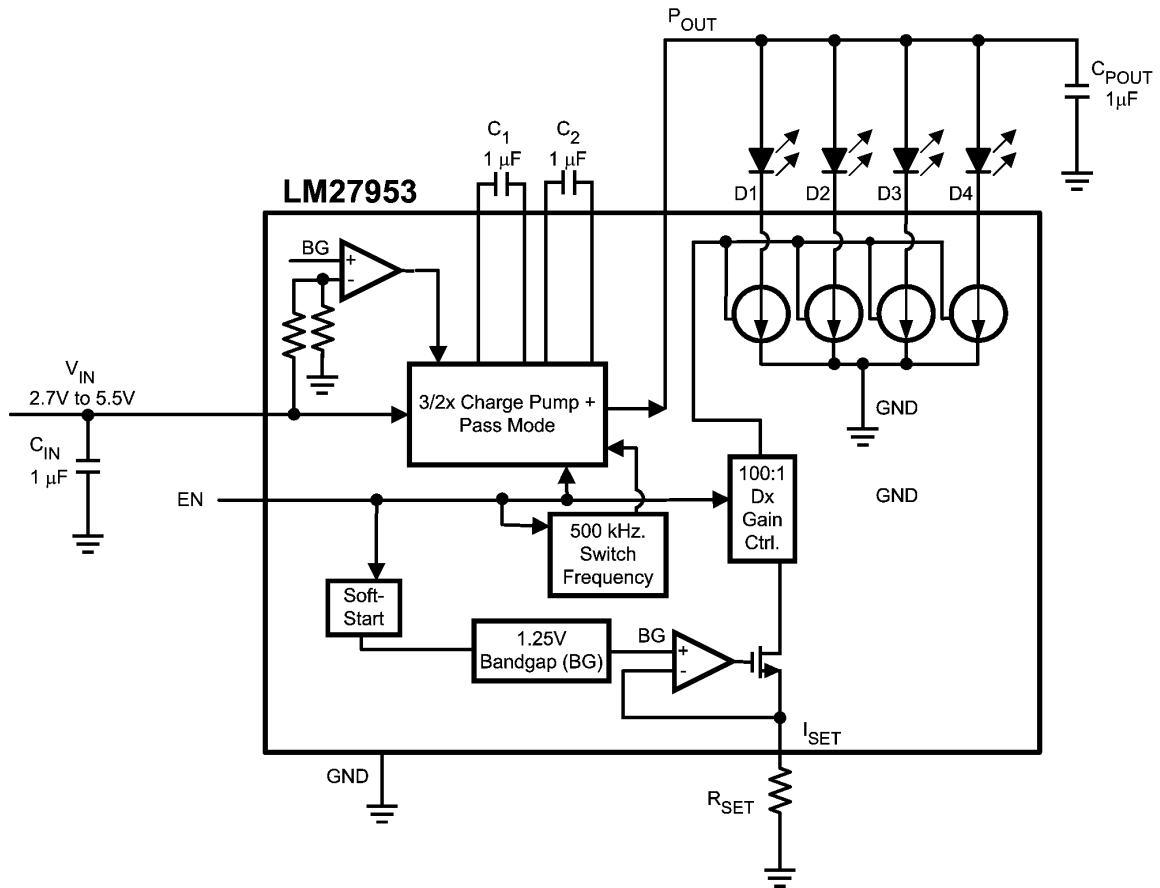 P_OUT
C_POUT
1µF
C_1
1 µF
C_2
1 µF
LM27953
D1
D2
D3
D4
BG
+
-
V_IN
2.7V to 5.5V
3/2x Charge Pump +
Pass Mode
GND
C_IN
1 µF
EN
100:1
Dx
Gain
Ctrl.
GND
500 kHz.
Switch
Frequency
Soft-
Start
1.25V
Bandgap (BG)
BG
+
-
I_SET
GND
R_SET